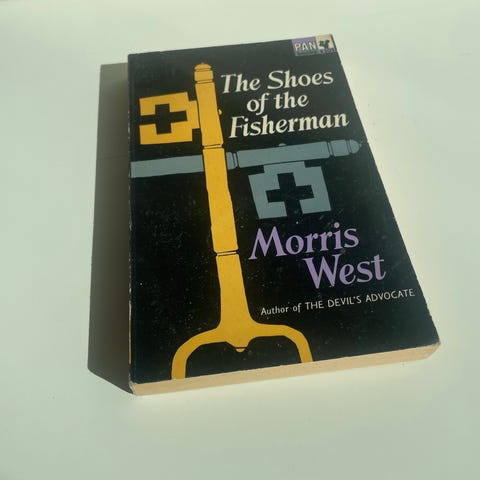 PAN
The Shoes
of the
Fisherman
Morris
West
Author of THE DEVIL'S ADVOCATE